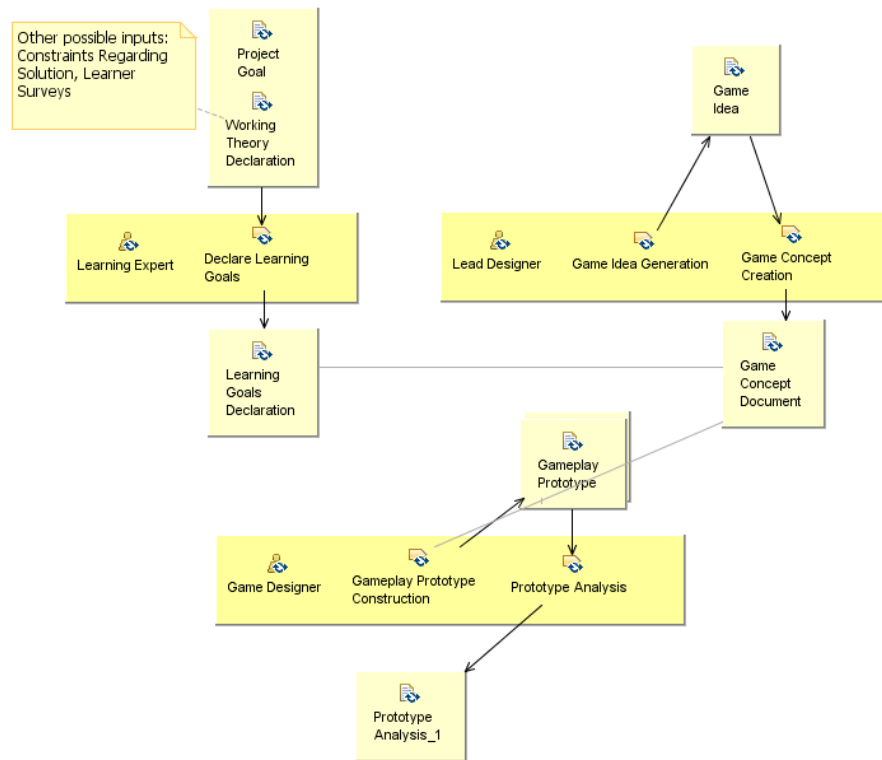 Other possible inputs:
Constraints Regarding
Solution, Learner
Surveys
Project
Goal
Working
Theory
Declaration
Game
Idea
Learning Expert
Declare Learning
Goals
Lead Designer
Game Idea Generation
Game Concept
Creation
Learning
Goals
Declaration
Game
Concept
Document
Gameplay
Prototype
Game Designer
Gameplay Prototype
Construction
Prototype Analysis
Prototype
Analysis_1